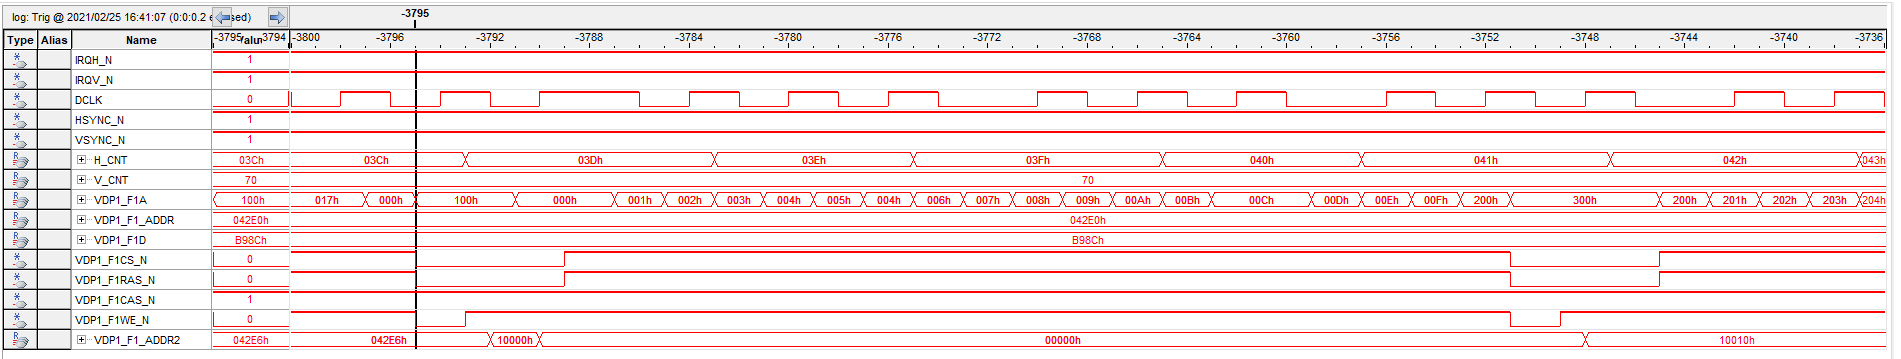 log: Trig @ 2021/02/25 16:41:07 (0:0:0.2 e sed) -3795
Type Alias Name -3795 Valu -3794 -3800 -3796 -3792 -3788 -3784 -3780 -3776 -3772 -3768 -3764 -3760 -3756 -3752 -3748 -3744 -3740 -3736
IRQH_N 1
IRQV_N 1
DCLK 0
HSYNC_N 1
VSYNC_N 1
H_CNT 03Ch 03Ch 03Dh 03Eh 03Fh 040h 041h 042h 043h
V_CNT 70 70
VDP1_F1A 100h 017h 000h 100h 000h 001h 002h 003h 004h 005h 004h 006h 007h 008h 009h 00Ah 00Bh 00Ch 00Dh 00Eh 00Fh 200h 300h 200h 201h 202h 203h 204h
VDP1_F1_ADDR 042E0h 042E0h
VDP1_F1D B98Ch B98Ch
VDP1_F1CS_N 0
VDP1_F1RAS_N 0
VDP1_F1CAS_N 1
VDP1_F1WE_N 0
VDP1_F1_ADDR2 042E6h 042E6h 10000h 00000h 10010h